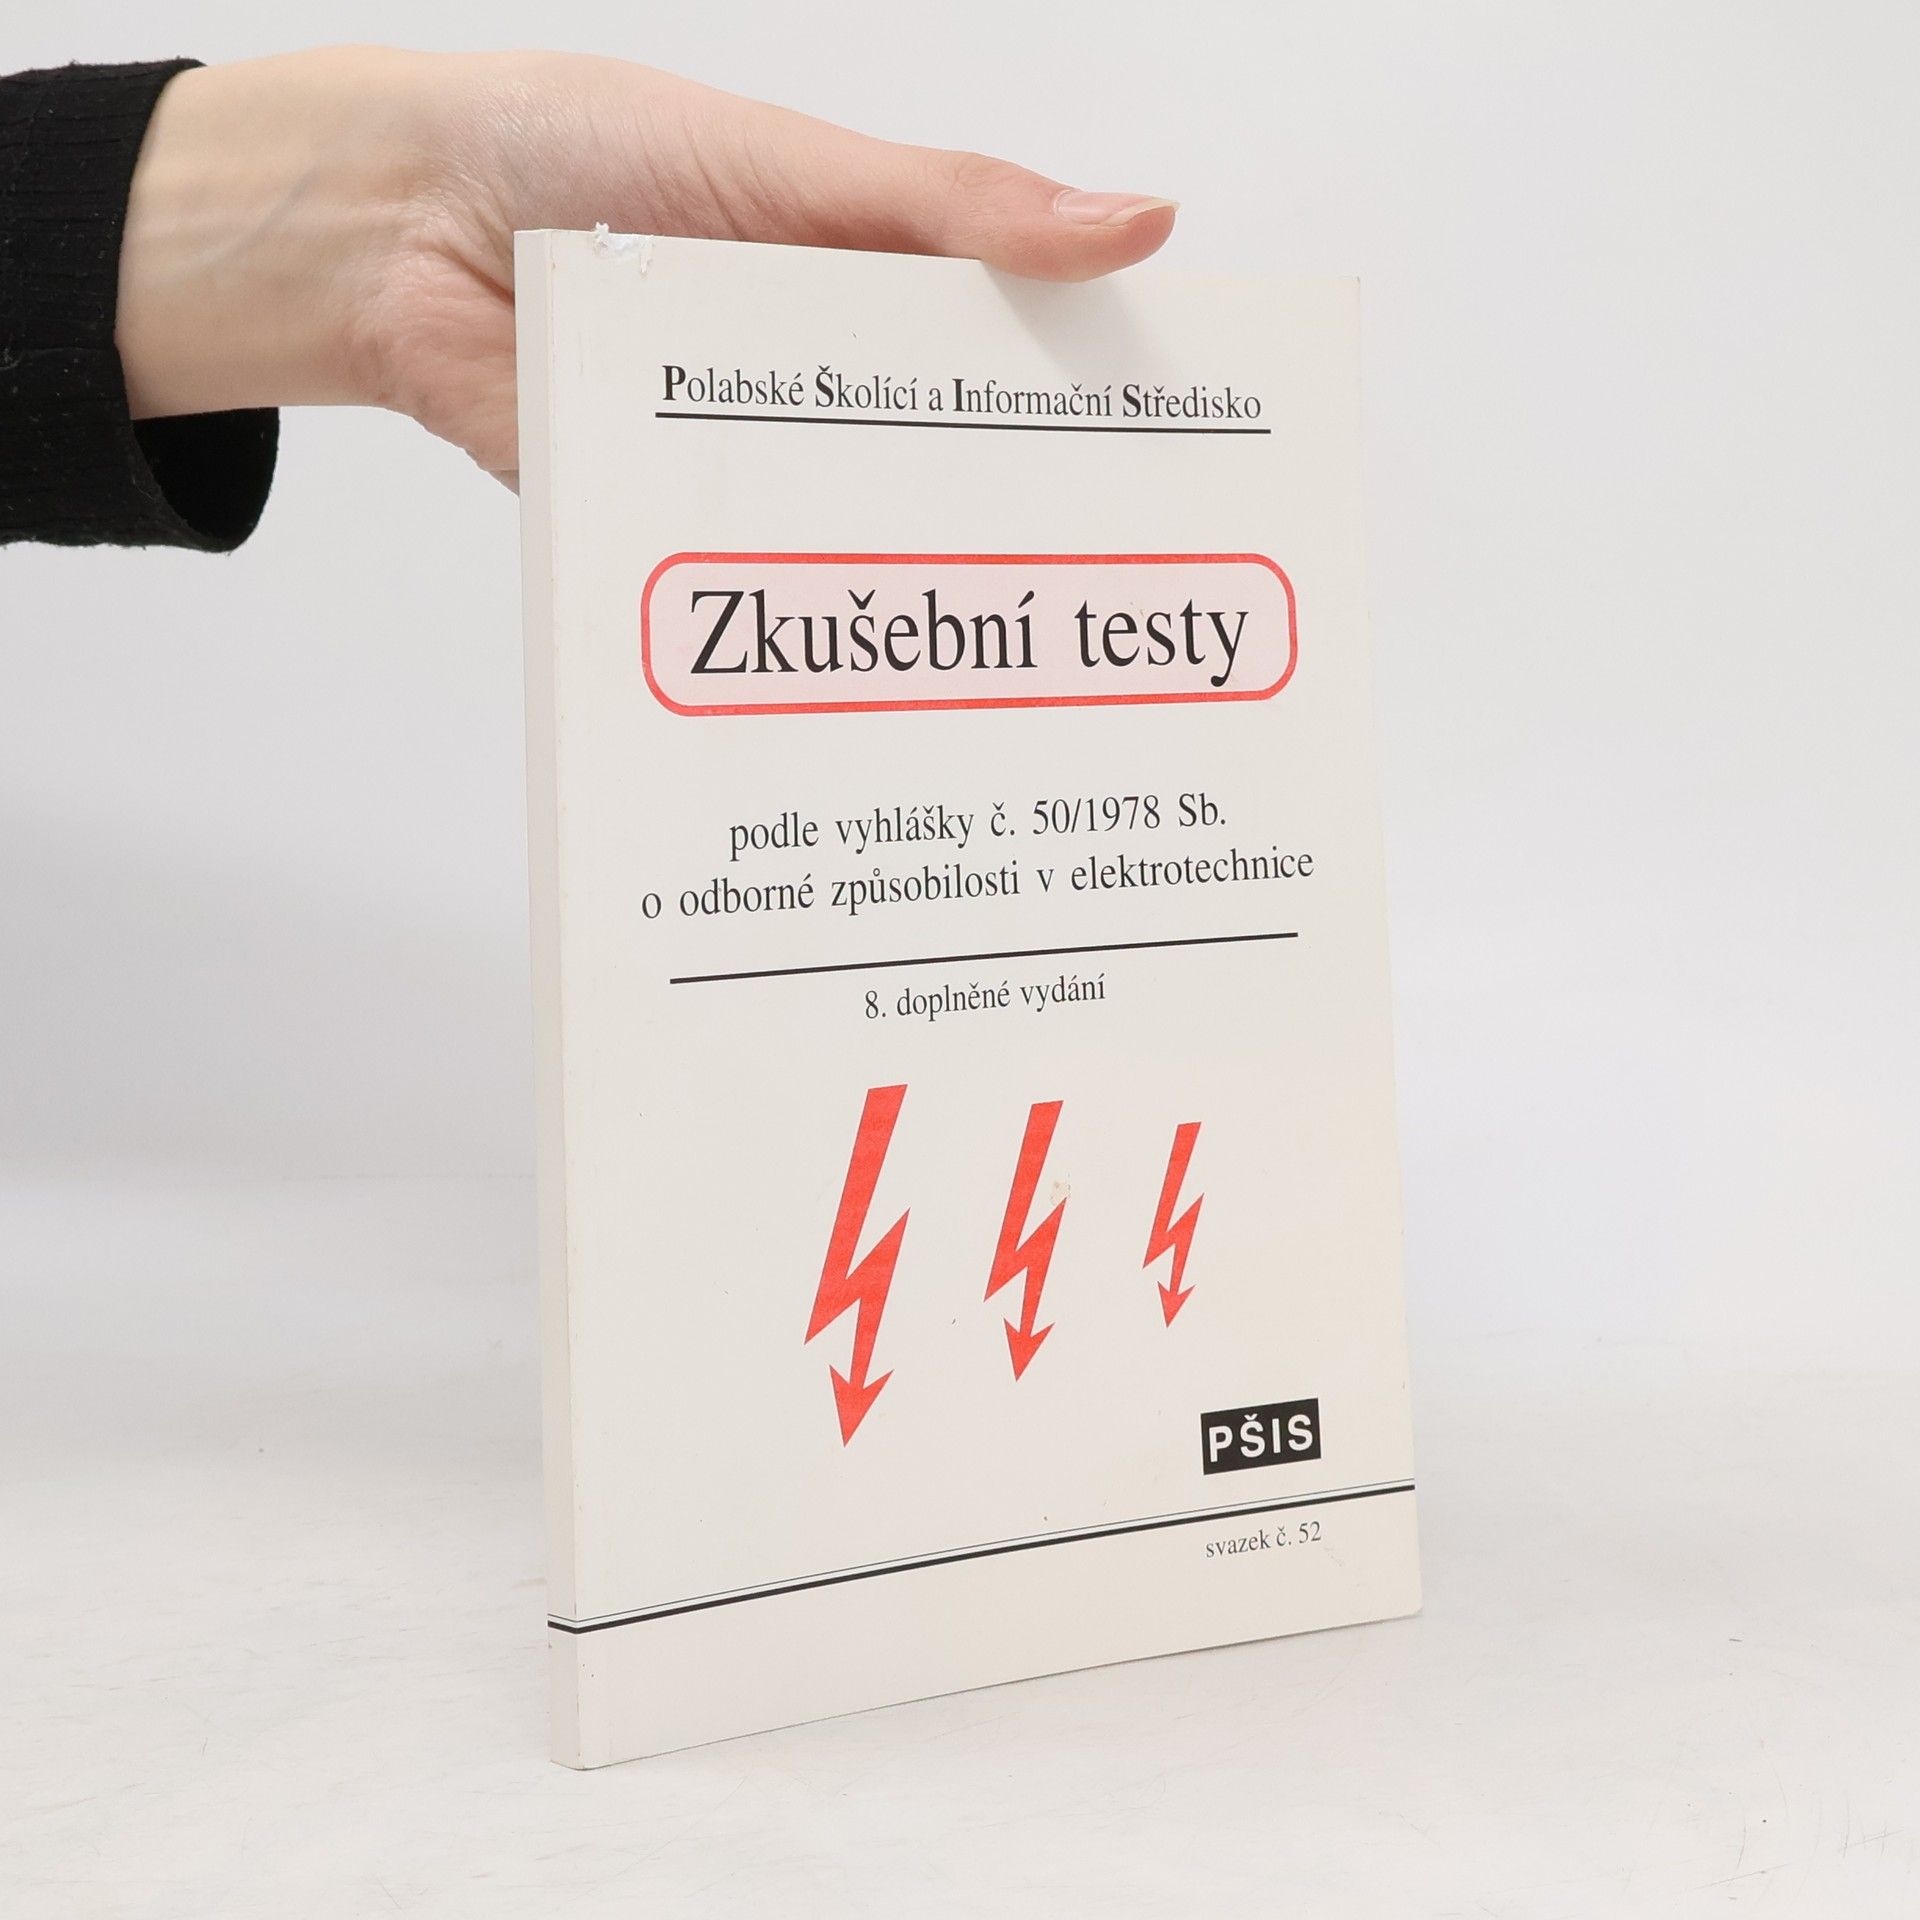 Polabské Školící a Informační Středisko
Zkušební testy
podle vyhlášky č. 50/1978 Sb.
o odborné způsobilosti v elektrotechnice
8. doplněné vydání
PŠIS
svazek č. 52